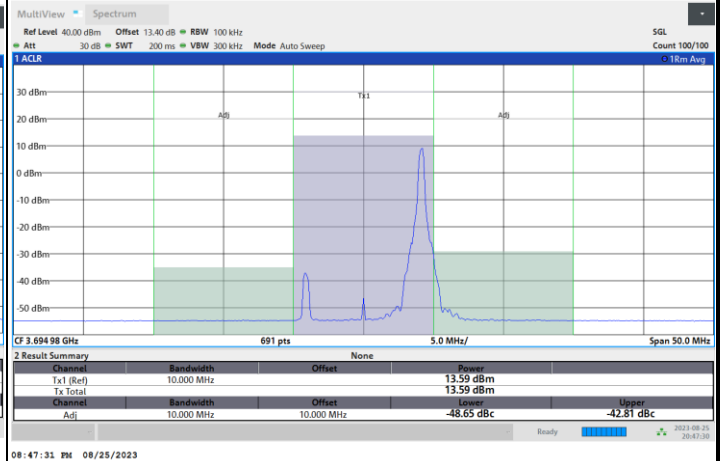 MultiView Spectrum
Ref Level 40.00 dBm Offset 13.40 dB RBW 100 kHz SGL
Att 30 dB SWT 200 ms VBW 300 kHz Mode Auto Sweep Count 100/100
1 ACLR 1Rm Avg
30 dBm
Tx1
20 dBm
Adj Adj
10 dBm
0 dBm
-10 dBm
-20 dBm
-30 dBm
-40 dBm
-50 dBm
CF 3.694 98 GHz 691 pts 5.0 MHz/ Span 50.0 MHz
2 Result Summary None
Channel Bandwidth Offset Power
Tx1 (Ref) 10.000 MHz 13.59 dBm
Tx Total 13.59 dBm
Channel Bandwidth Offset Lower Upper
Adj 10.000 MHz 10.000 MHz -48.65 dBc -42.81 dBc
Ready 2023-08-25
20:47:30
08:47:31 PM 08/25/2023